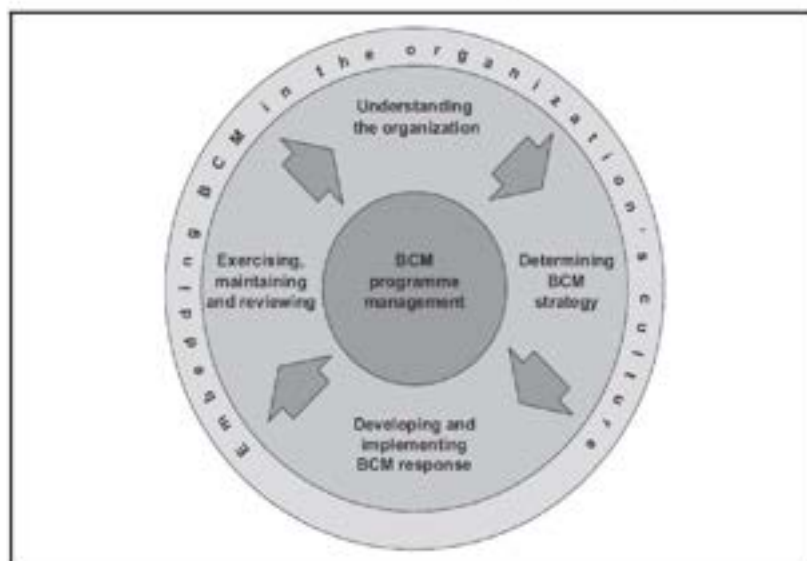 Embedding BCM in the organization's culture
Understanding
the organization
Exercising,
maintaining
and reviewing
BCM
programme
management
Determining
BCM
strategy
Developing and
implementing
BCM response